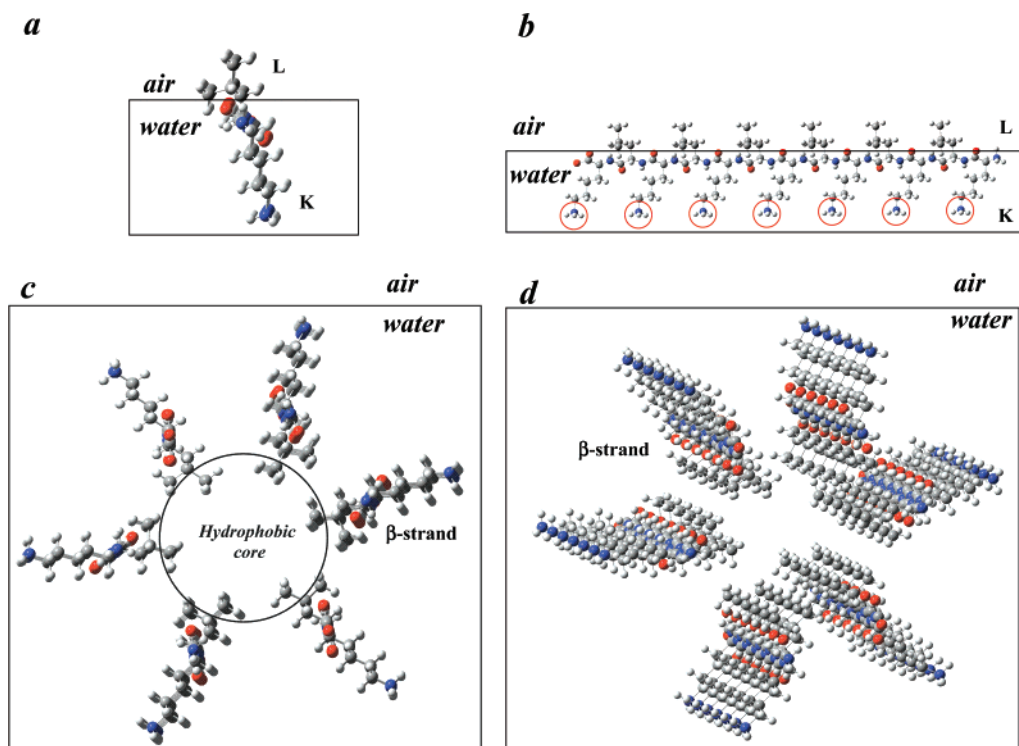 a
L
air
water
K
b
air
L
water
K
c
air
water
Hydrophobic
core
β-strand
d
air
water
β-strand